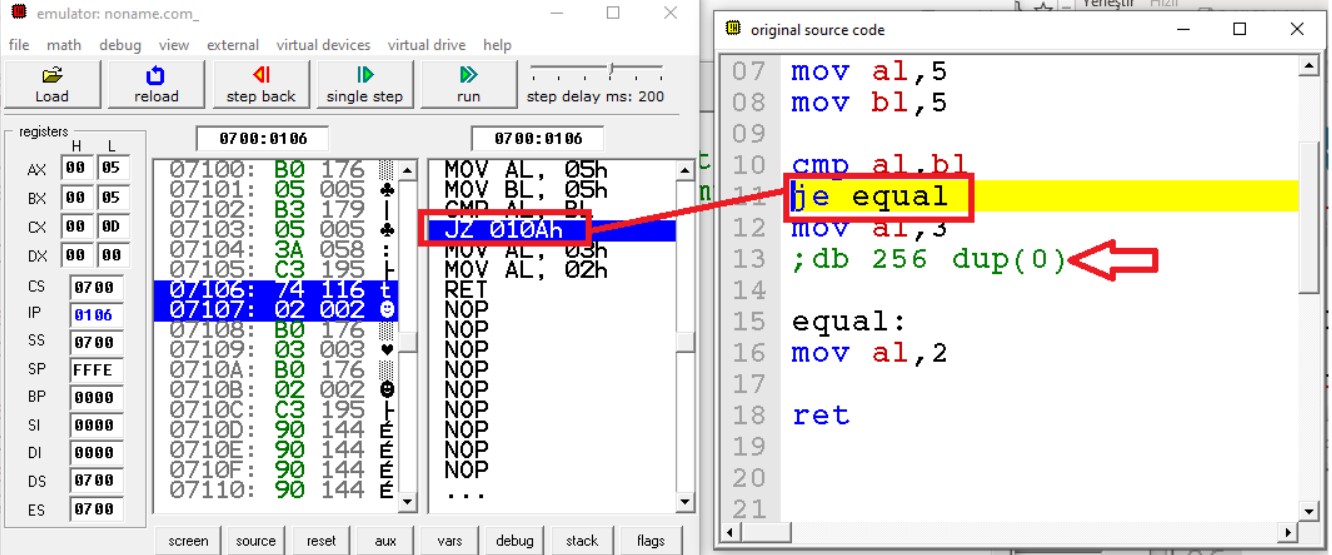 emulator: noname.com_
file math debug view external virtual devices virtual drive help
Load reload step back single step run step delay ms: 200
registers
H L
AX 00 05
BX 00 05
CX 00 0D
DX 00 00
CS 0700
IP 0106
SS 0700
SP FFFE
BP 0000
SI 0000
DI 0000
DS 0700
ES 0700
0700:0106
07100: B0 176 ▒
07101: 05 005 ♣
07102: B3 179 |
07103: 05 005 ♣
07104: 3A 058 :
07105: C3 195 ├
07106: 74 116 t
07107: 02 002 ☻
07108: B0 176 ▒
07109: 03 003 ♥
0710A: B0 176 ▒
0710B: 02 002 ☻
0710C: C3 195 ├
0710D: 90 144 É
0710E: 90 144 É
0710F: 90 144 É
07110: 90 144 É
0700:0106
MOV AL, 05h
MOV BL, 05h
CMP AL, BL
JZ 010Ah
MOV AL, 03h
MOV AL, 02h
RET
NOP
NOP
NOP
NOP
NOP
NOP
NOP
NOP
NOP
...
screen source reset aux vars debug stack flags
Yerleştir Hızlı
original source code
07 mov al,5
08 mov bl,5
09
10 cmp al,bl
11 je equal
12 mov al,3
13 ;db 256 dup(0)
14
15 equal:
16 mov al,2
17
18 ret
19
20
21